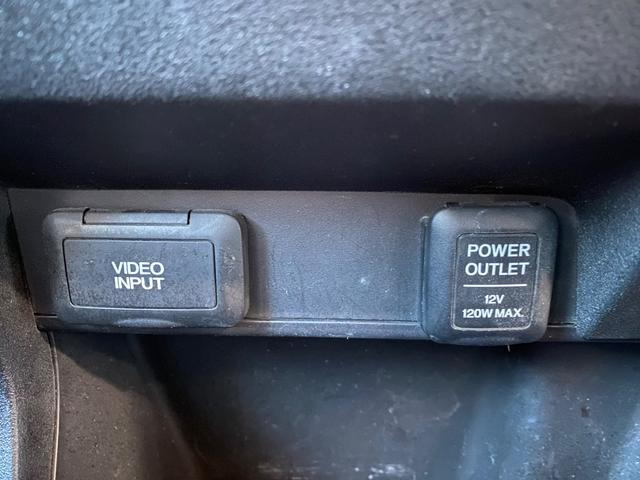 VIDEO
INPUT
POWER
OUTLET
12V
120W MAX.